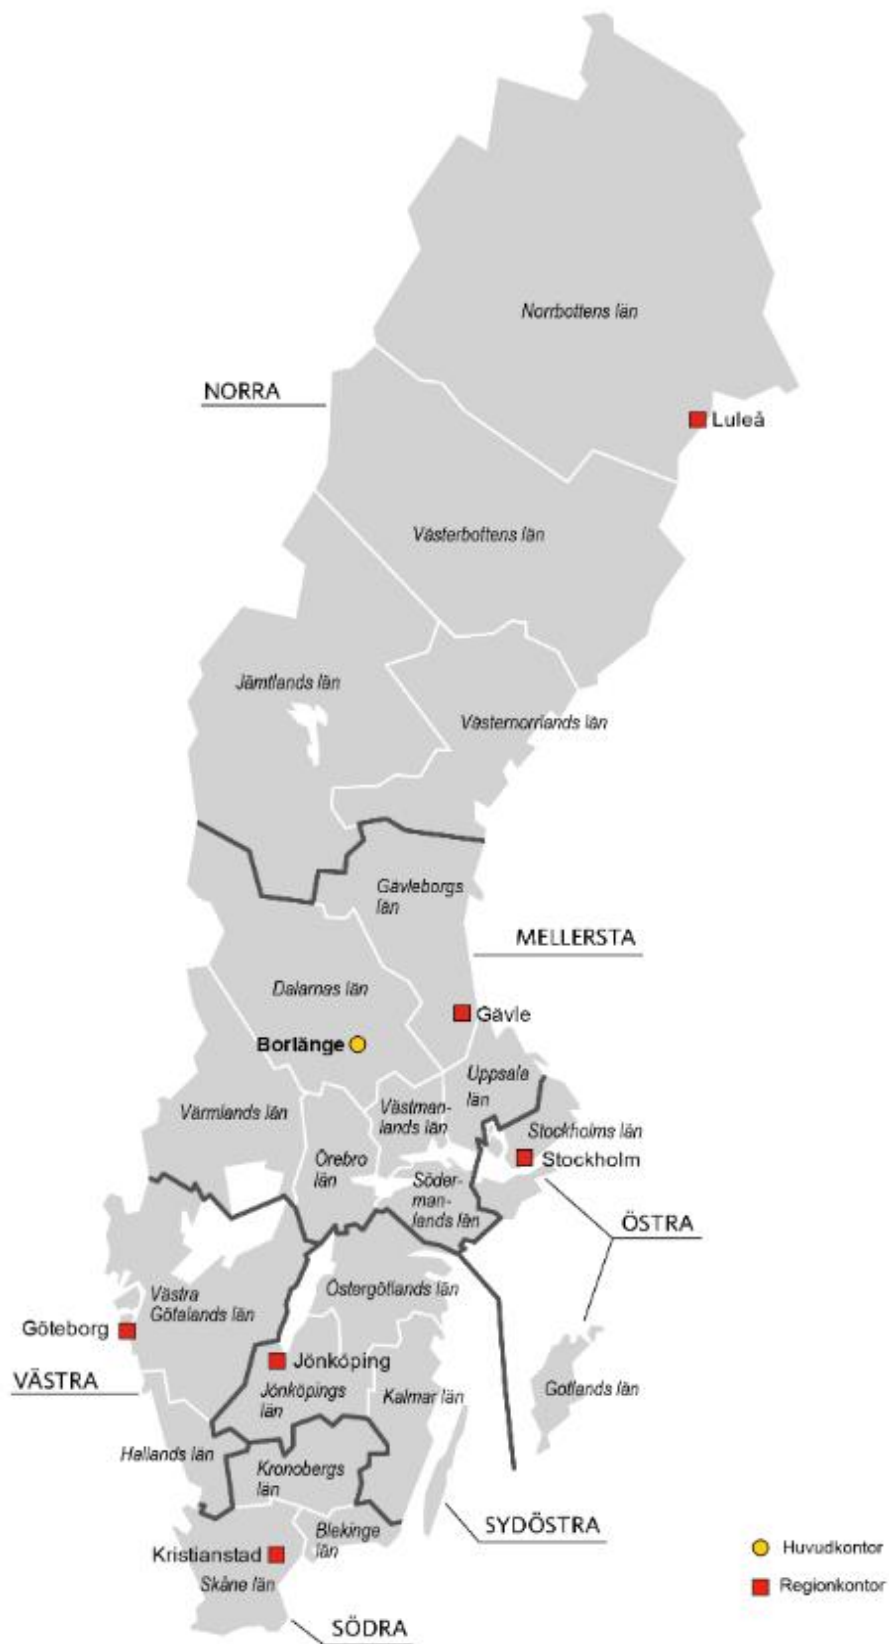 Norrbottens län
NORRA
Luleå
Västerbottens län
Jämtlands län
Västernorrlands län
Gävleborgs
län
MELLERSTA
Dalarnas län
Gävle
Borlänge
Uppsala
län
Värmlands län
Västman-
lands län
Stockholms län
Örebro
län
Stockholm
Söder-
man-
lands län
ÖSTRA
Östergötlands län
Västra
Götalands län
Göteborg
Jönköping
VÄSTRA
Jönköpings
län
Kalmar län
Gotlands län
Hallands län
Kronobergs
län
SYDÖSTRA
Blekinge
län
Kristianstad
Skåne län
SÖDRA
Huvudkontor
Regionkontor